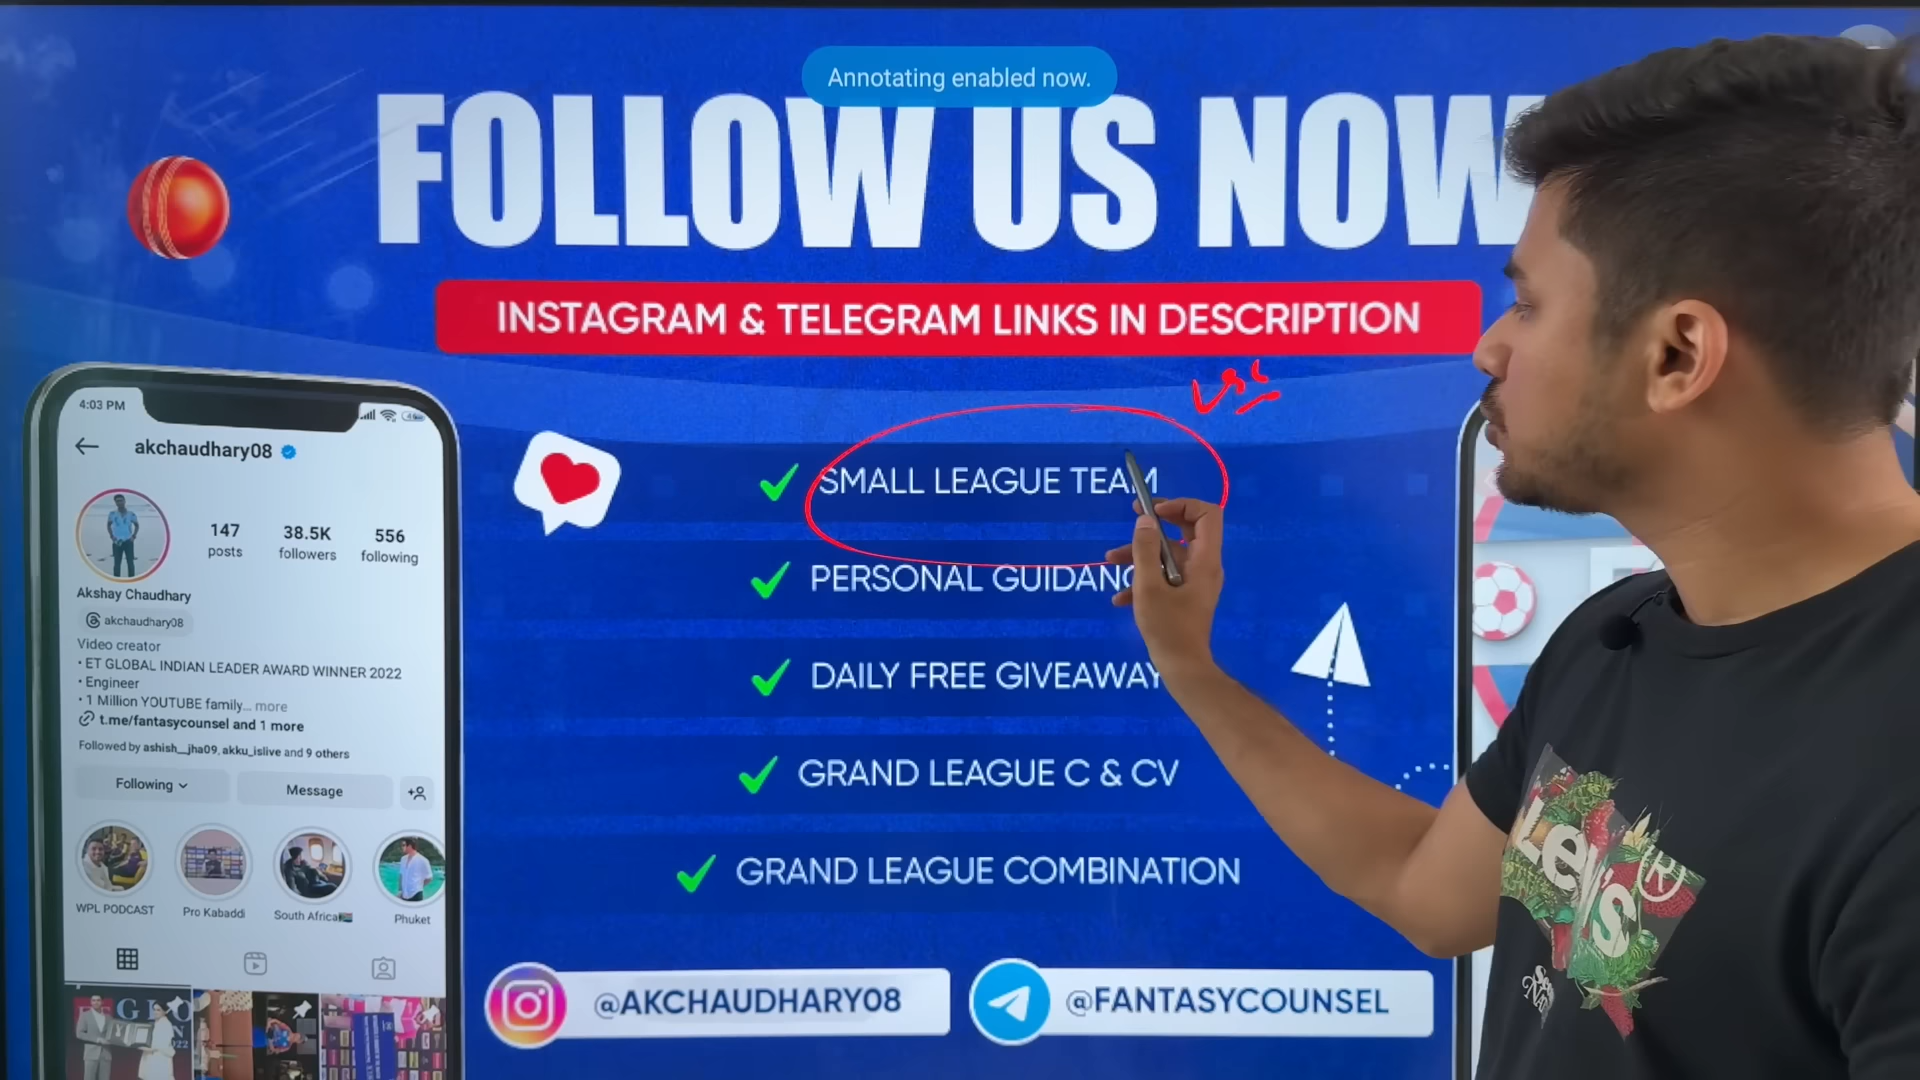 Annotating enabled now.
FOLLOW US NOW
INSTAGRAM & TELEGRAM LINKS IN DESCRIPTION
4:03 PM
akchaudhary08
147
posts
38.5K
followers
556
following
Akshay Chaudhary
akchaudhary08
Video creator
• ET GLOBAL INDIAN LEADER AWARD WINNER 2022
• Engineer
• 1 Million YOUTUBE family... more
t.me/fantasycounsel and 1 more
Followed by ashish__jha09, akku_islive and 9 others
Following
Message
WPL PODCAST
Pro Kabaddi
South Africa
Phuket
SMALL LEAGUE TEAM
PERSONAL GUIDANC
DAILY FREE GIVEAWAY
GRAND LEAGUE C & CV
GRAND LEAGUE COMBINATION
@AKCHAUDHARY08
@FANTASYCOUNSEL
Levi's